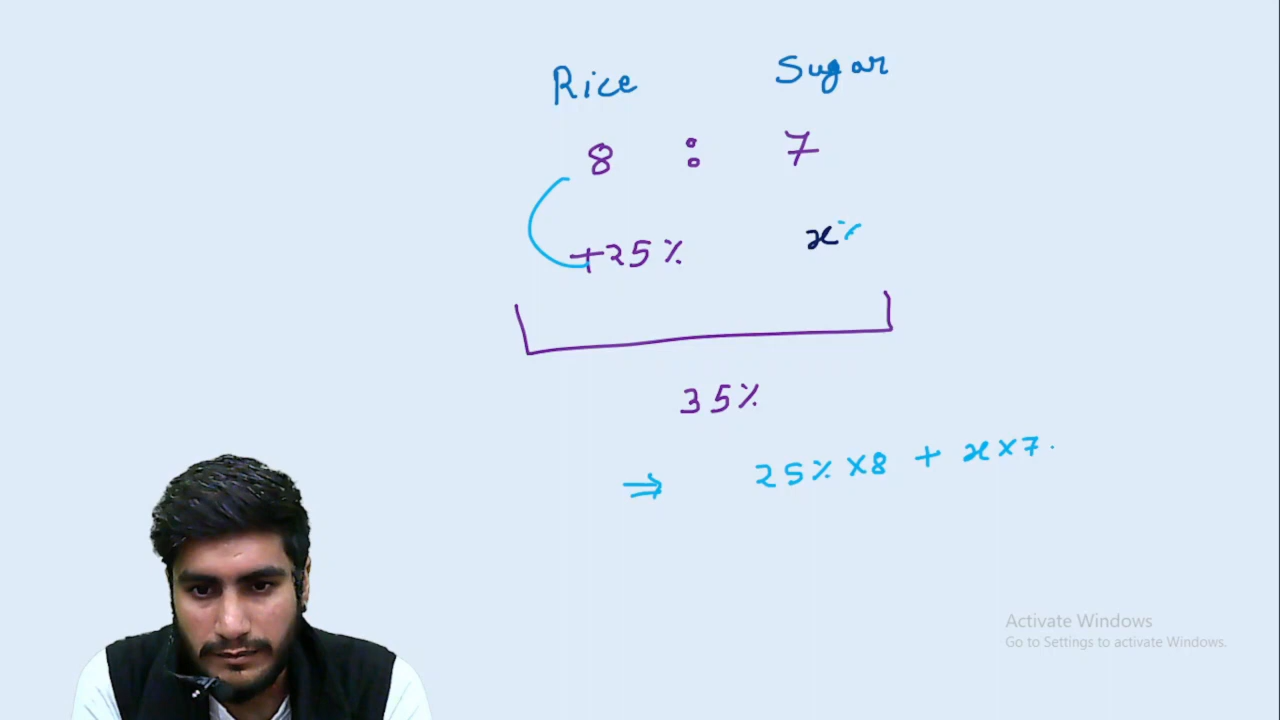 Rice Sugar
8 : 7
+25% x%
35%
⇒ 25% × 8 + x × 7.
Activate Windows
Go to Settings to activate Windows.